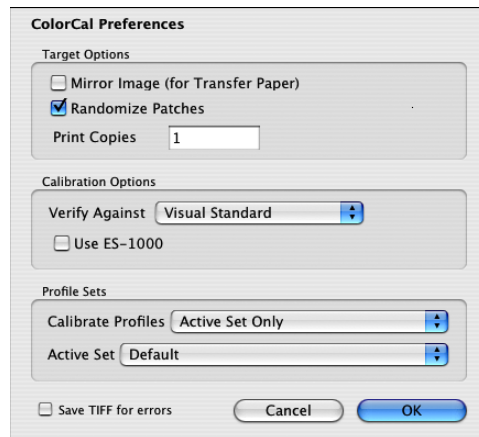 ColorCal Preferences
Target Options
Mirror Image (for Transfer Paper)
Randomize Patches
Print Copies 1
Calibration Options
Verify Against Visual Standard
Use ES-1000
Profile Sets
Calibrate Profiles Active Set Only
Active Set Default
Save TIFF for errors Cancel OK